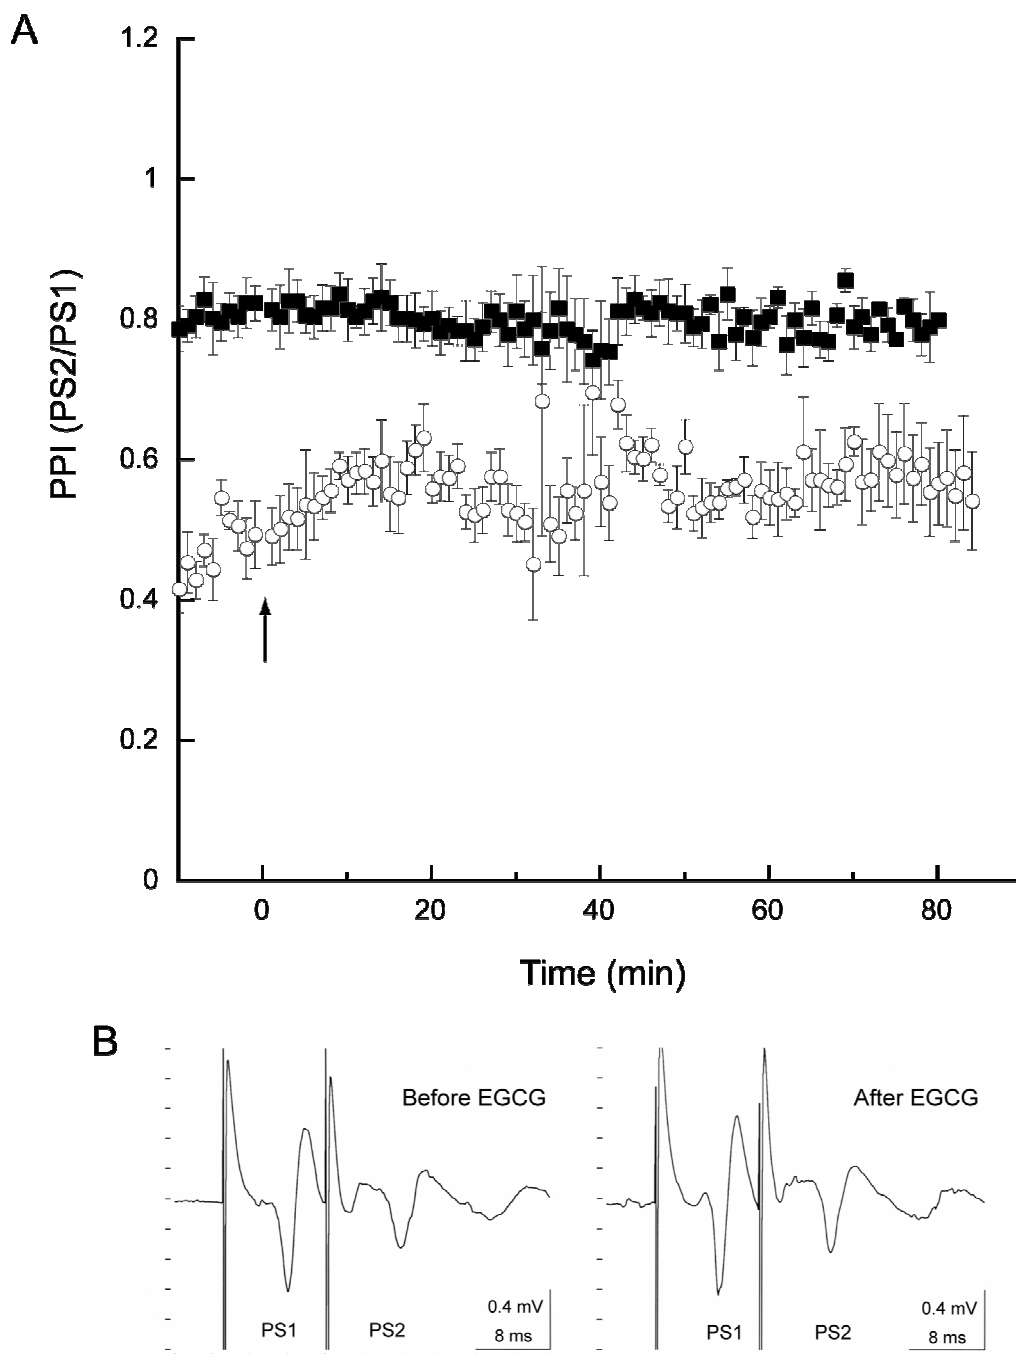 A
1.2
1
0.8
0.6
0.4
0.2
0
PPI (PS2/PS1)
0 20 40 60 80
Time (min)
B
Before EGCG
After EGCG
PS1 PS2
0.4 mV
8 ms
PS1 PS2
0.4 mV
8 ms